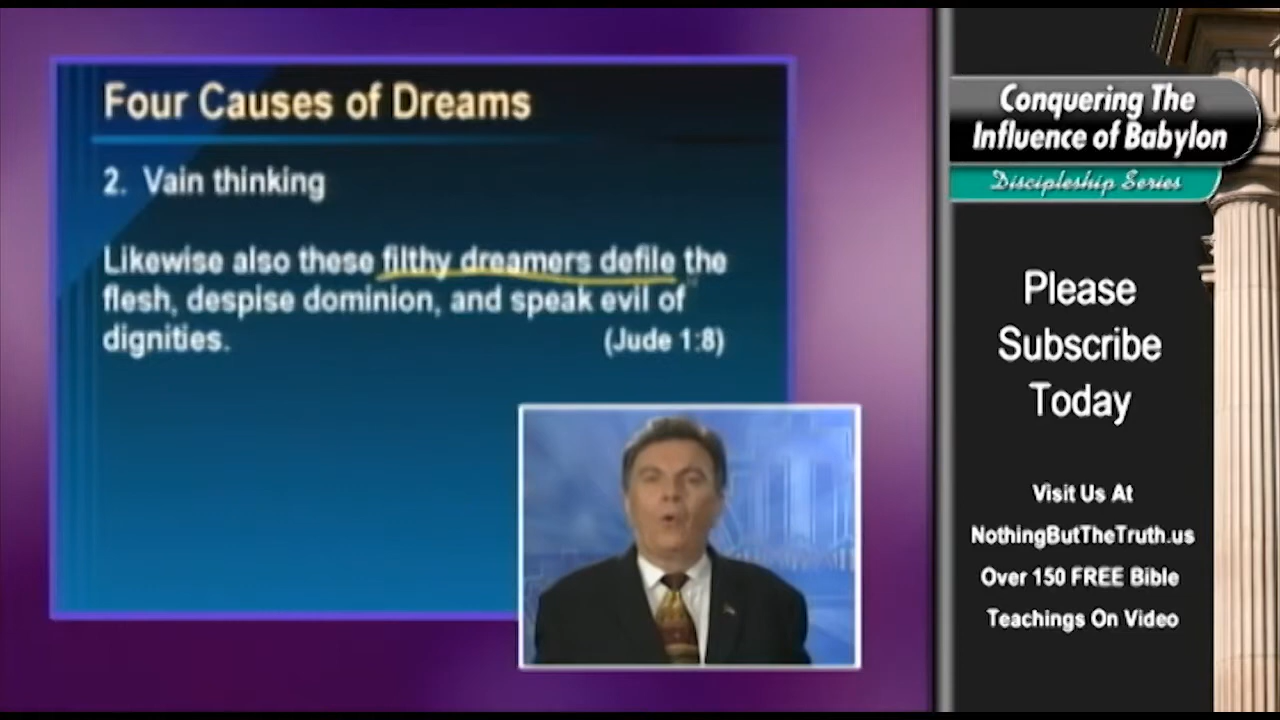 Four Causes of Dreams
2. Vain thinking
Likewise also these filthy dreamers defile the
flesh, despise dominion, and speak evil of
dignities. (Jude 1:8)
Conquering The
Influence of Babylon
Discipleship Series
Please
Subscribe
Today
Visit Us At
NothingButTheTruth.us
Over 150 FREE Bible
Teachings On Video